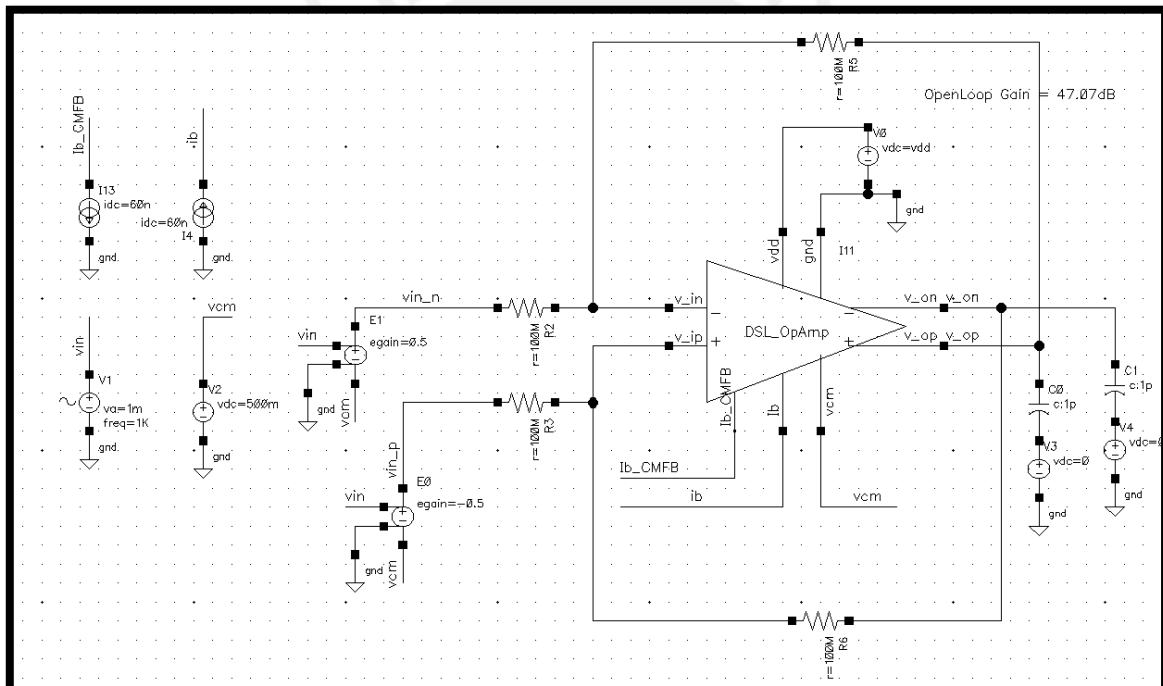 r=100M
R5
OpenLoop Gain = 47.07dB
Ib_CMFB
ib
V0
vdc=vdd
gnd
I13
idc=60n
gnd
idc=60n
I4
gnd
vdd
gnd
I11
vin
V1
va=1m
freq=1K
gnd
vcm
V2
vdc=500m
gnd
vin_n
E1
vin
egain=0.5
gnd
vcm
r=100M
R2
v_in
v_ip
DSL_OpAmp
v_on
v_on
v_op
v_op
Ib_CMFB
Ib
vcm
r=100M
R3
vin_p
E0
vin
egain=-0.5
gnd
vcm
Ib_CMFB
ib
vcm
C0
c:1p
V3
vdc=0
gnd
C1
c:1p
V4
vdc=0
gnd
r=100M
R6